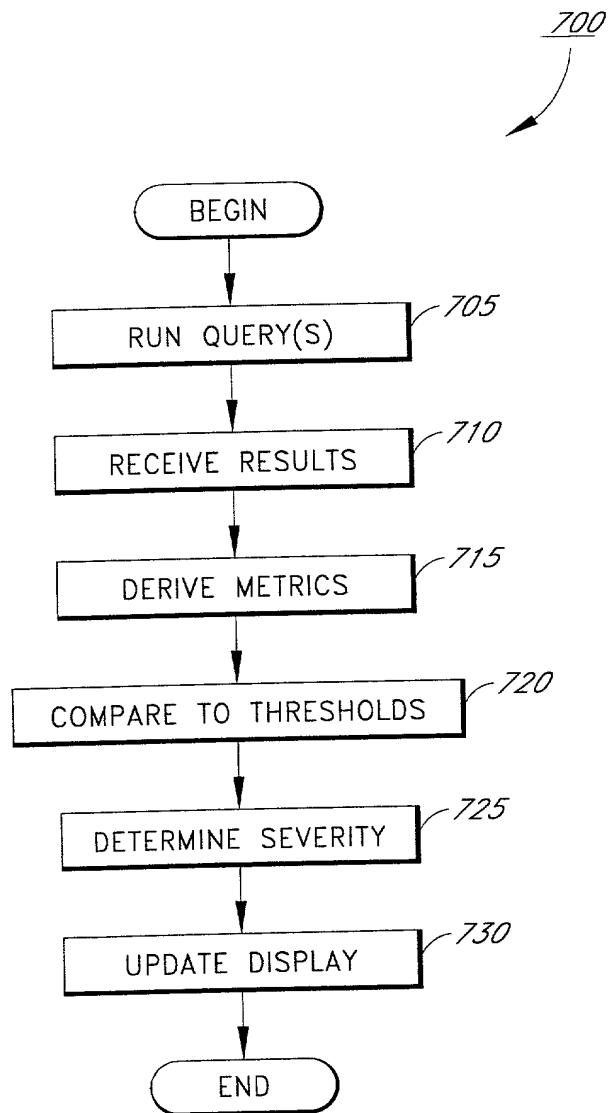 700
BEGIN
RUN QUERY(S)
705
RECEIVE RESULTS
710
DERIVE METRICS
715
COMPARE TO THRESHOLDS
720
DETERMINE SEVERITY
725
UPDATE DISPLAY
730
END